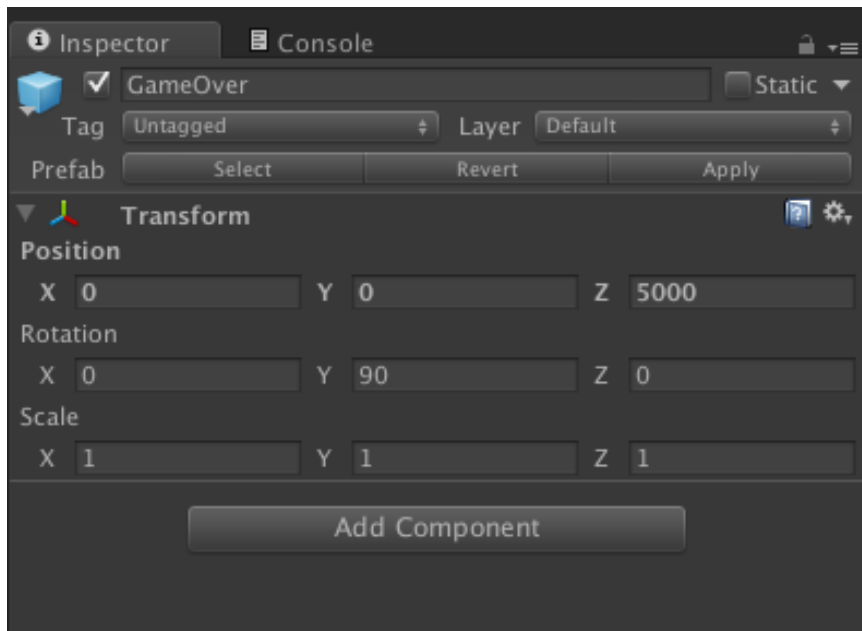 Inspector Console
GameOver Static
Tag Untagged Layer Default
Prefab Select Revert Apply
Transform
Position
X 0 Y 0 Z 5000
Rotation
X 0 Y 90 Z 0
Scale
X 1 Y 1 Z 1
Add Component